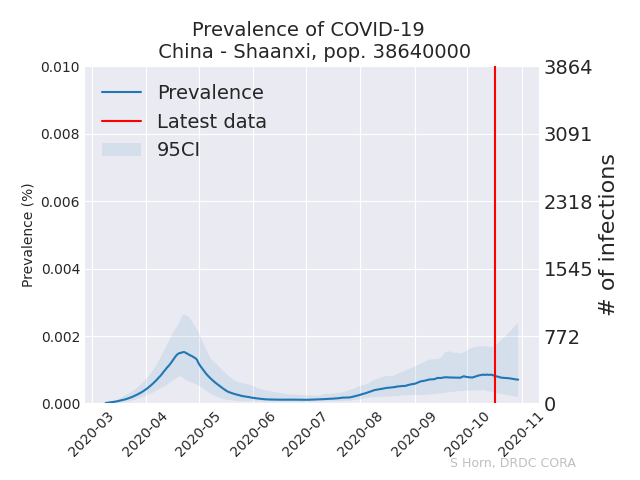 Prevalence of COVID-19
China - Shaanxi, pop. 38640000
Prevalence
Latest data
95CI
0.010
0.008
0.006
0.004
0.002
0.000
Prevalence (%)
3864
3091
2318
1545
772
0
# of infections
2020-03
2020-04
2020-05
2020-06
2020-07
2020-08
2020-09
2020-10
2020-11
S Horn, DRDC CORA